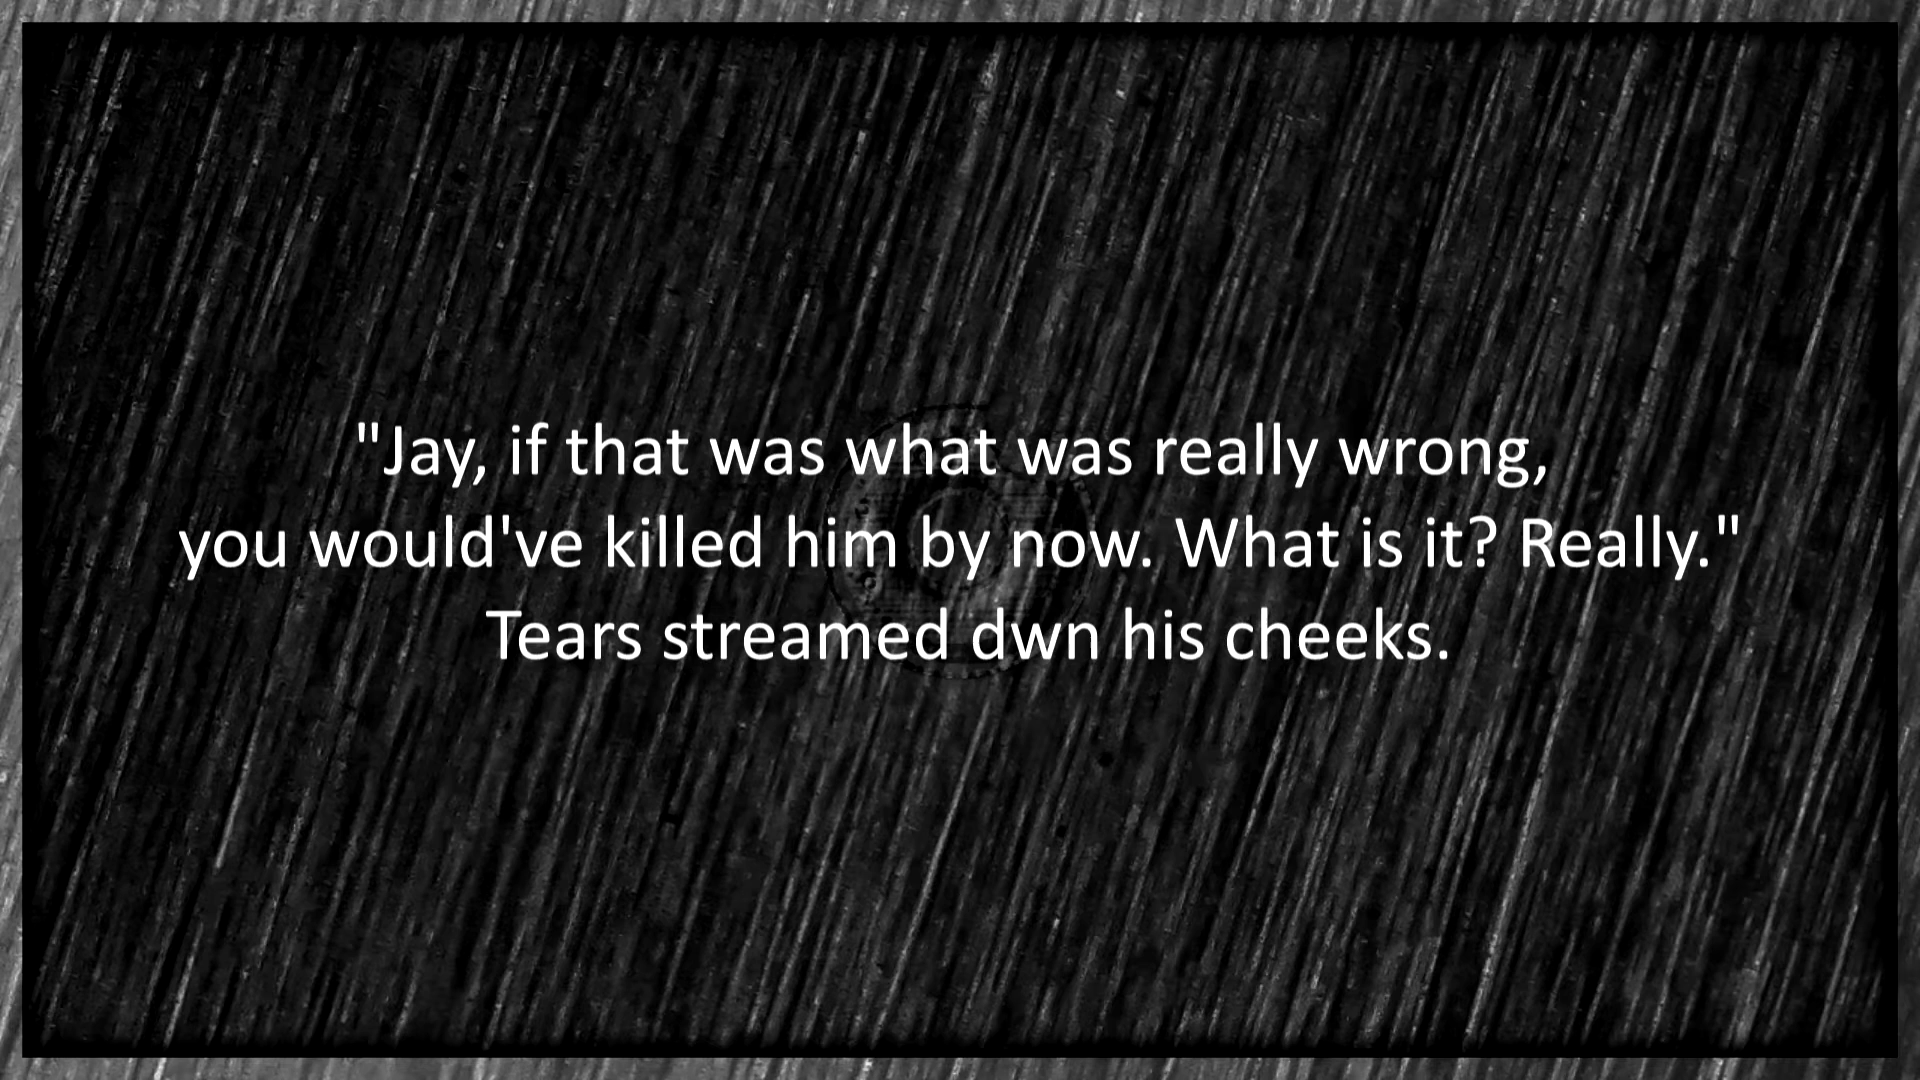 "Jay, if that was what was really wrong,
you would've killed him by now. What is it? Really."
Tears streamed dwn his cheeks.